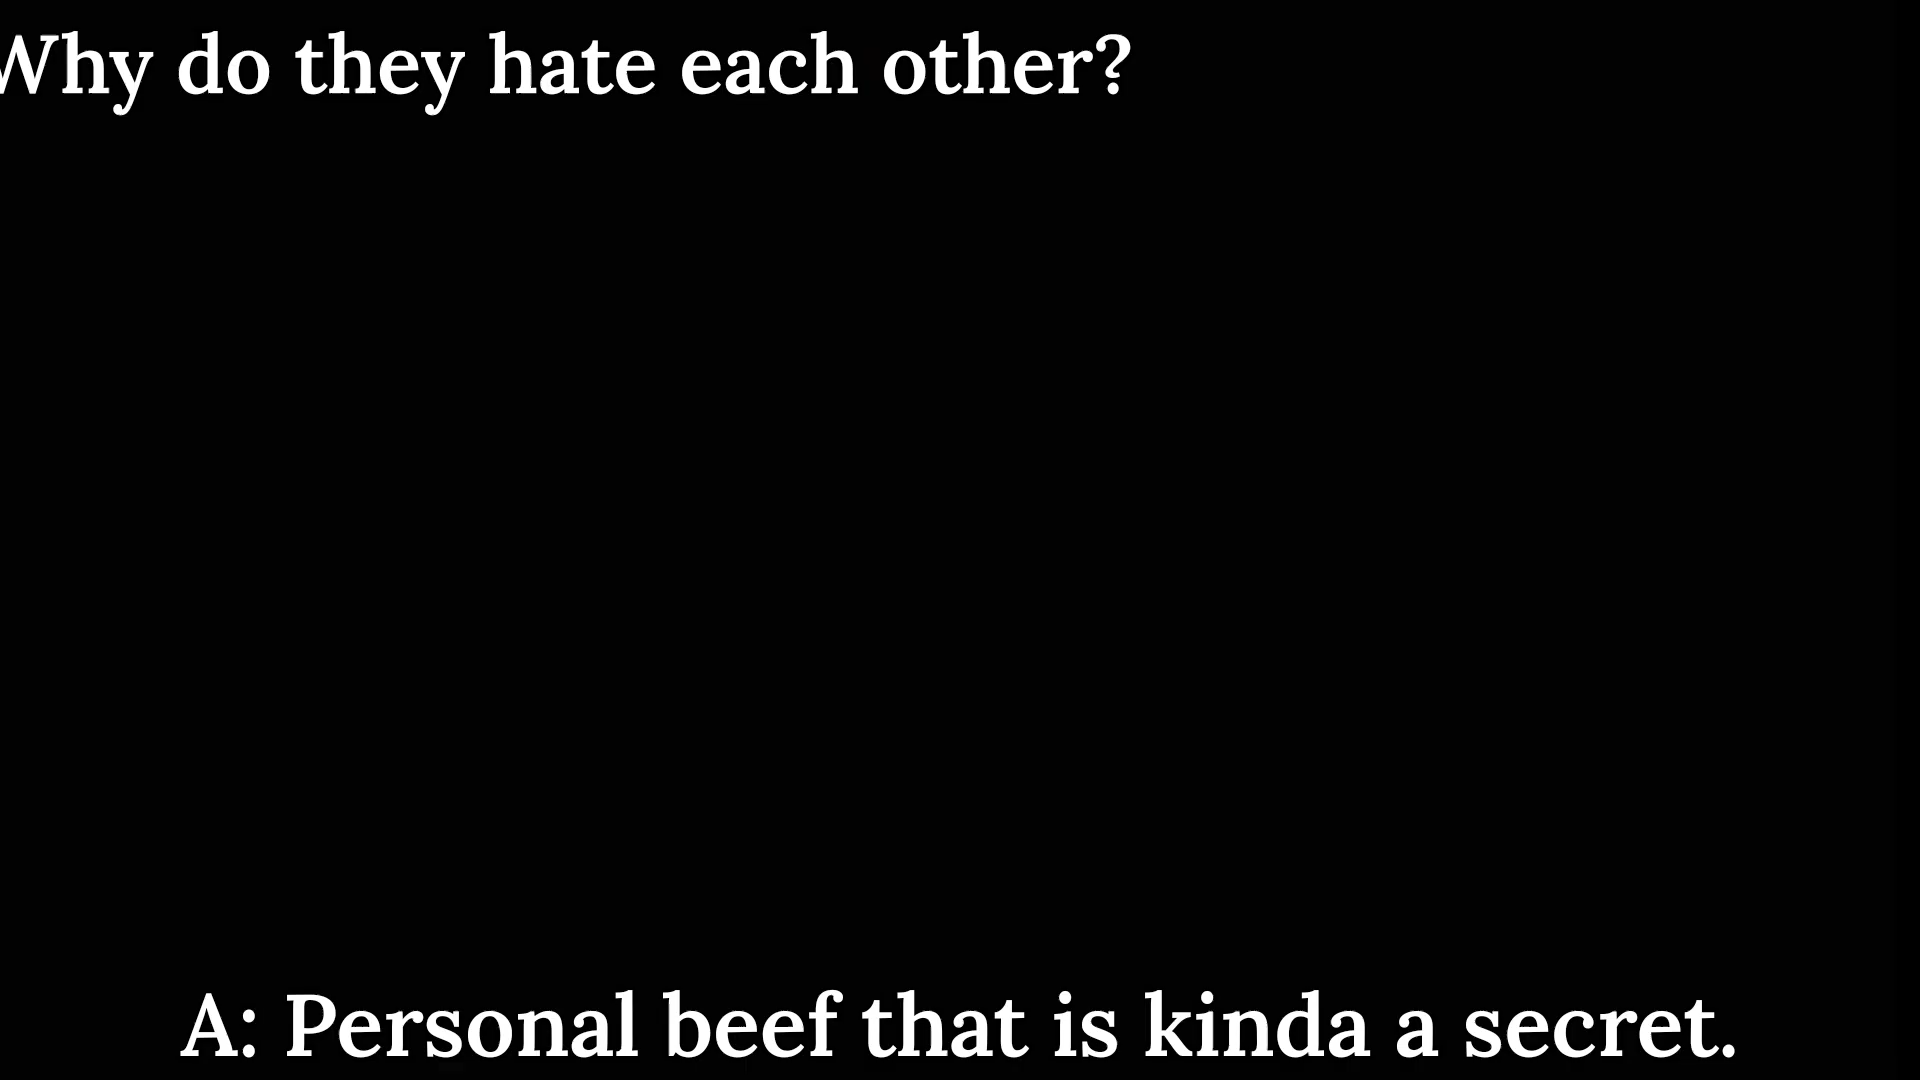 Why do they hate each other?
A: Personal beef that is kinda a secret.